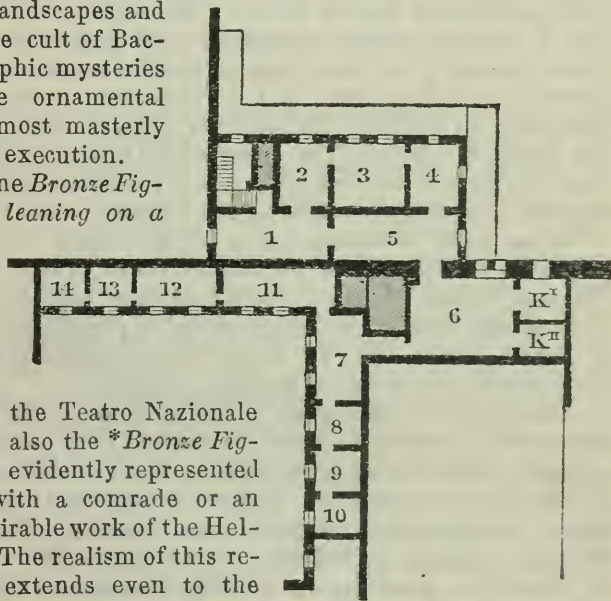 andscapes and
e cult of Bac-
phic mysteries
e ornamental
most masterly
execution.
ne Bronze Fig-
leaning on a
2 3 4
1 5
14 13 12 11
6
K^I
K^II
7
8
9
10
the Teatro Nazionale
also the *Bronze Fig-
evidently represented
with a comrade or an
irable work of the Hel-
The realism of this re-
extends even to the